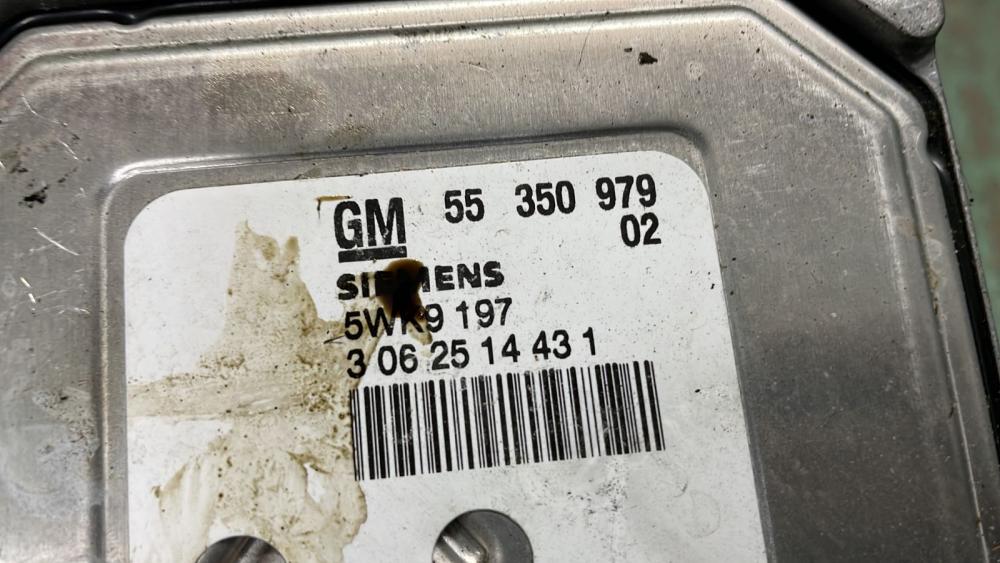 GM 55 350 979
02
SIEMENS
5WK9 197
3 06 25 14 43 1